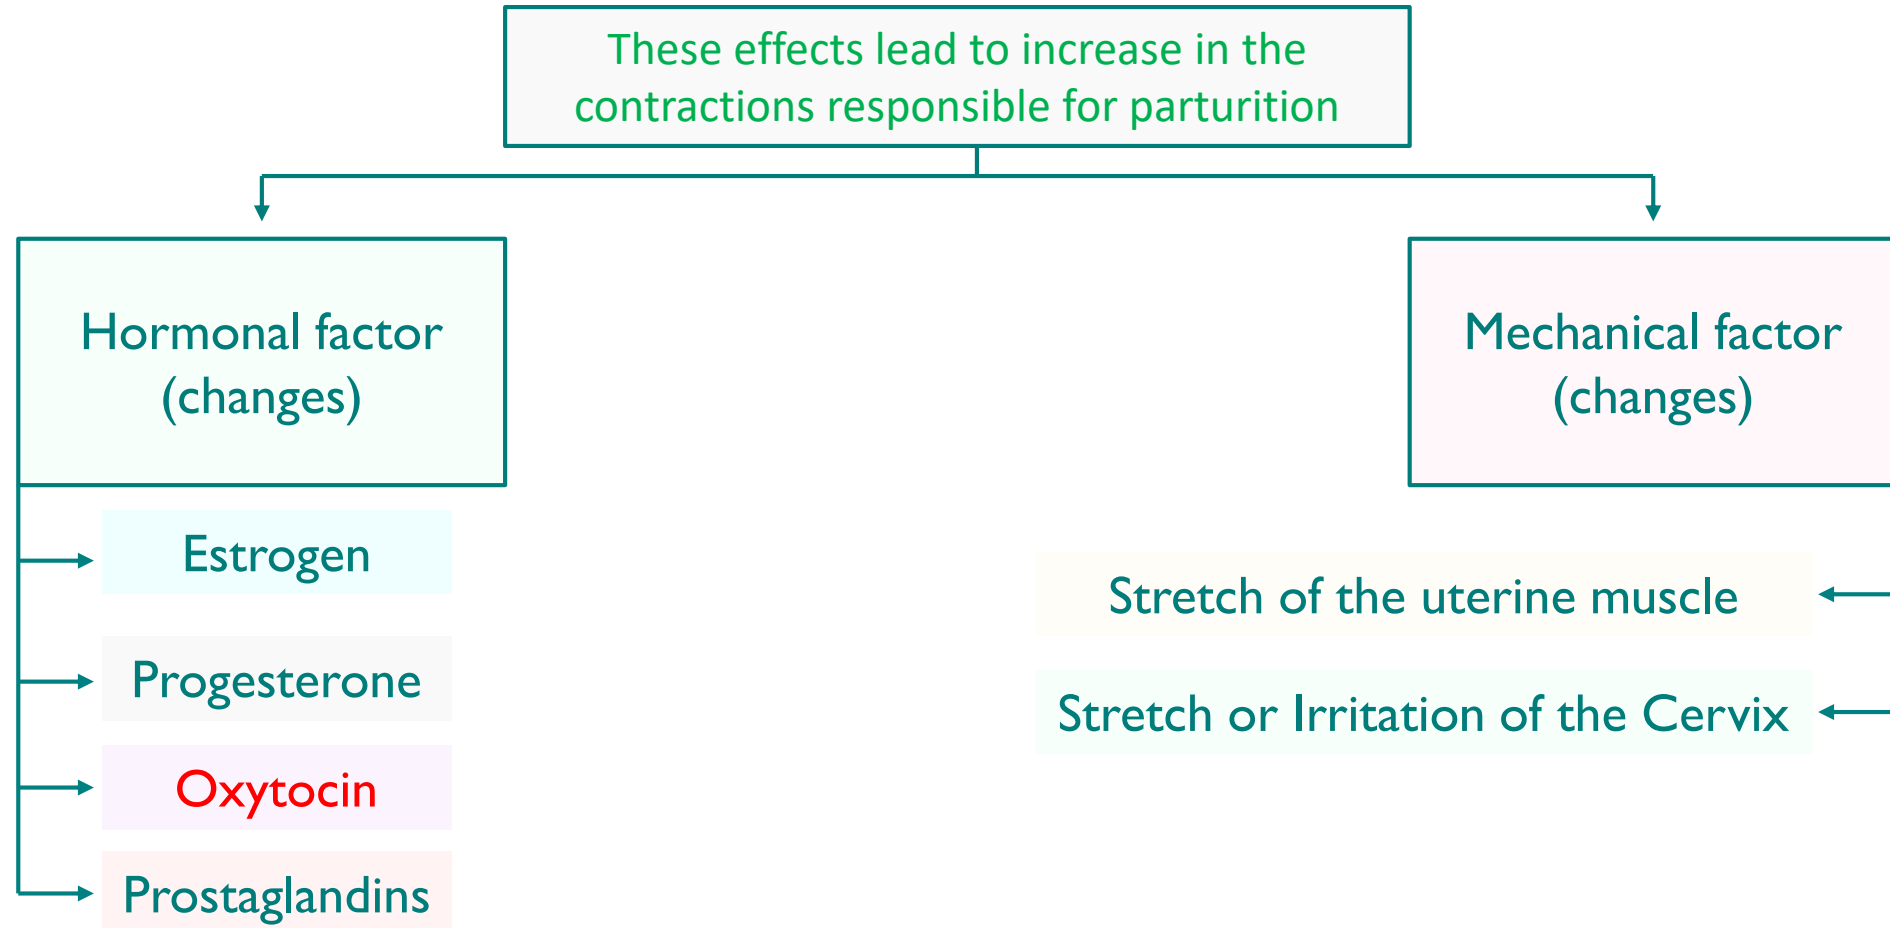 These effects lead to increase in the
contractions responsible for parturition
Hormonal factor
(changes)
Estrogen
Progesterone
Oxytocin
Prostaglandins
Mechanical factor
(changes)
Stretch of the uterine muscle
Stretch or Irritation of the Cervix